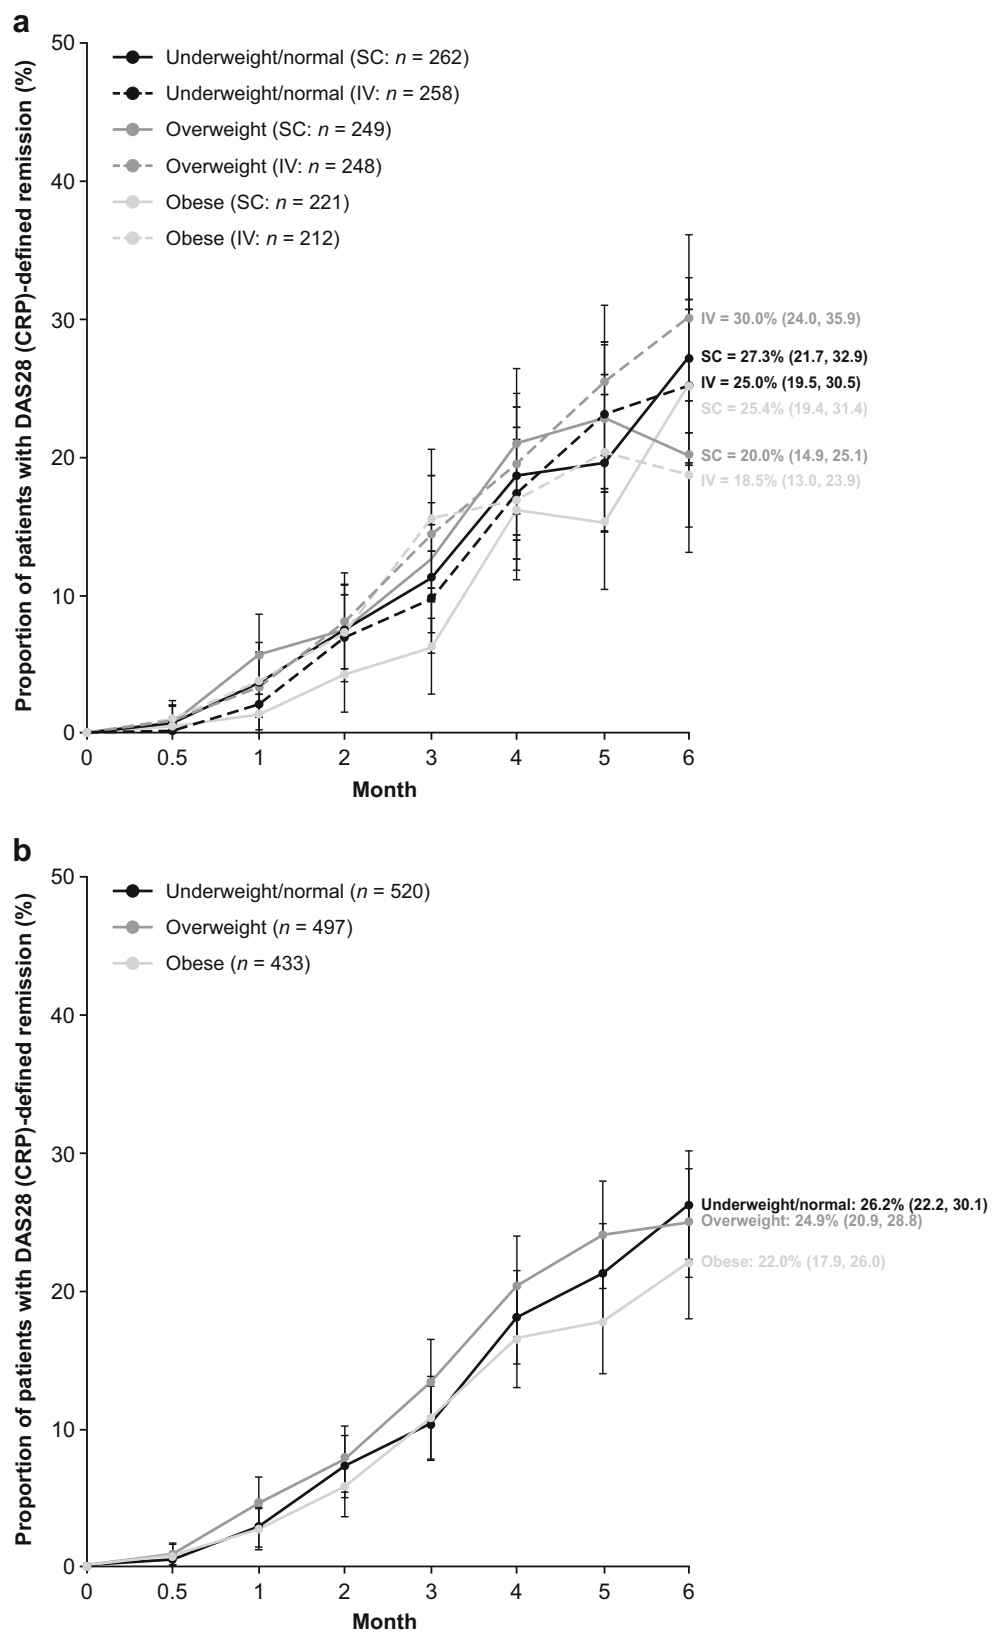 a
Proportion of patients with DAS28 (CRP)-defined remission (%)
50
40
30
20
10
0
Underweight/normal (SC: n = 262)
Underweight/normal (IV: n = 258)
Overweight (SC: n = 249)
Overweight (IV: n = 248)
Obese (SC: n = 221)
Obese (IV: n = 212)
IV = 30.0% (24.0, 35.9)
SC = 27.3% (21.7, 32.9)
IV = 25.0% (19.5, 30.5)
SC = 25.4% (19.4, 31.4)
SC = 20.0% (14.9, 25.1)
IV = 18.5% (13.0, 23.9)
0 0.5 1 2 3 4 5 6
Month
b
Proportion of patients with DAS28 (CRP)-defined remission (%)
50
40
30
20
10
0
Underweight/normal (n = 520)
Overweight (n = 497)
Obese (n = 433)
Underweight/normal: 26.2% (22.2, 30.1)
Overweight: 24.9% (20.9, 28.8)
Obese: 22.0% (17.9, 26.0)
0 0.5 1 2 3 4 5 6
Month